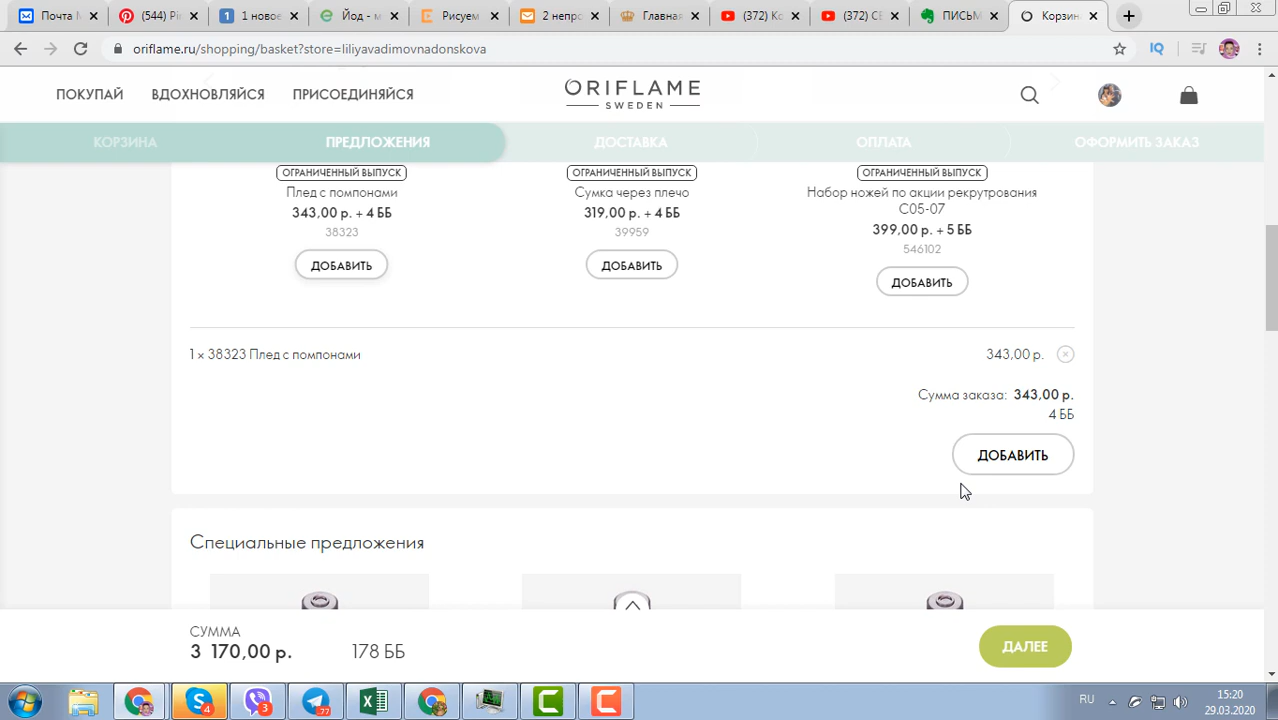 Почта М
(544) Pi
1 новое
Йод - м
Рисуем
2 непро
Главная
(372) Ко
(372) СЕ
ПИСЬМ
Корзин
oriflame.ru/shopping/basket?store=liliyavadimovnadonskova
ПОКУПАЙ ВДОХНОВЛЯЙСЯ ПРИСОЕДИНЯЙСЯ
ORIFLAME
SWEDEN
КОРЗИНА ПРЕДЛОЖЕНИЯ ДОСТАВКА ОПЛАТА ОФОРМИТЬ ЗАКАЗ
ОГРАНИЧЕННЫЙ ВЫПУСК
Плед с помпонами
343,00 р. + 4 ББ
38323
ДОБАВИТЬ
ОГРАНИЧЕННЫЙ ВЫПУСК
Сумка через плечо
319,00 р. + 4 ББ
39959
ДОБАВИТЬ
ОГРАНИЧЕННЫЙ ВЫПУСК
Набор ножей по акции рекрутирования
C05-07
399,00 р. + 5 ББ
546102
ДОБАВИТЬ
1 × 38323 Плед с помпонами 343,00 р.
Сумма заказа: 343,00 р.
4 ББ
ДОБАВИТЬ
Специальные предложения
СУММА
3 170,00 р. 178 ББ
ДАЛЕЕ
RU
15:20
29.03.2020